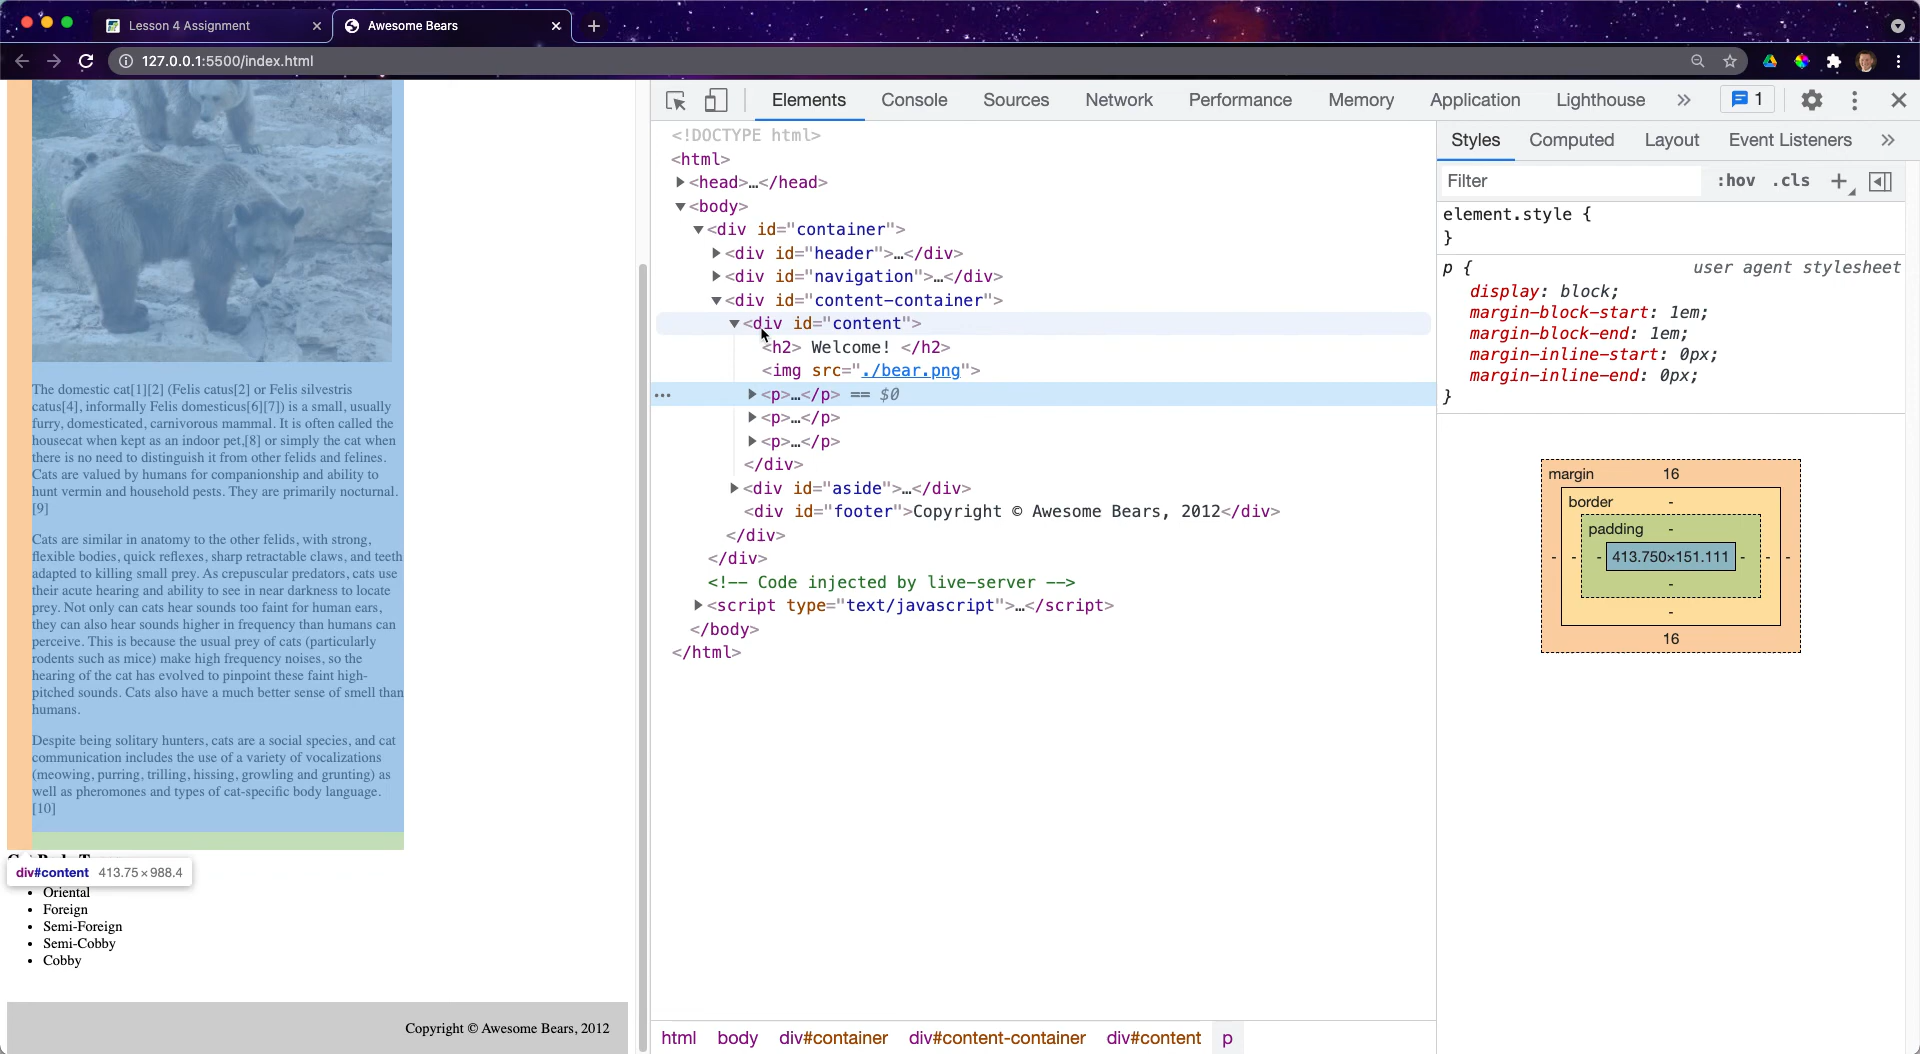 Lesson 4 Assignment
Awesome Bears
127.0.0.1:5500/index.html
The domestic cat[1][2] (Felis catus[2] or Felis silvestris
catus[4], informally Felis domesticus[6][7]) is a small, usually
furry, domesticated, carnivorous mammal. It is often called the
housecat when kept as an indoor pet,[8] or simply the cat when
there is no need to distinguish it from other felids and felines.
Cats are valued by humans for companionship and ability to
hunt vermin and household pests. They are primarily nocturnal.
[9]
Cats are similar in anatomy to the other felids, with strong,
flexible bodies, quick reflexes, sharp retractable claws, and teeth
adapted to killing small prey. As crepuscular predators, cats use
their acute hearing and ability to see in near darkness to locate
prey. Not only can cats hear sounds too faint for human ears,
they can also hear sounds higher in frequency than humans can
perceive. This is because the usual prey of cats (particularly
rodents such as mice) make high frequency noises, so the
hearing of the cat has evolved to pinpoint these faint high-
pitched sounds. Cats also have a much better sense of smell than
humans.
Despite being solitary hunters, cats are a social species, and cat
communication includes the use of a variety of vocalizations
(meowing, purring, trilling, hissing, growling and grunting) as
well as pheromones and types of cat-specific body language.
[10]
div#content 413.75×988.4
• Oriental
• Foreign
• Semi-Foreign
• Semi-Cobby
• Cobby
Copyright © Awesome Bears, 2012
Elements Console Sources Network Performance Memory Application Lighthouse » 1
<!DOCTYPE html>
<html>
<head>…</head>
<body>
<div id="container">
<div id="header">…</div>
<div id="navigation">…</div>
<div id="content-container">
<div id="content">
<h2> Welcome! </h2>
<img src="./bear.png">
… <p>…</p> == $0
<p>…</p>
<p>…</p>
</div>
<div id="aside">…</div>
<div id="footer">Copyright © Awesome Bears, 2012</div>
</div>
</div>
<!-- Code injected by live-server -->
<script type="text/javascript">…</script>
</body>
</html>
html body div#container div#content-container div#content p
Styles Computed Layout Event Listeners »
Filter :hov .cls +
element.style {
}
p { user agent stylesheet
display: block;
margin-block-start: 1em;
margin-block-end: 1em;
margin-inline-start: 0px;
margin-inline-end: 0px;
}
margin 16
border -
padding -
- - - 413.750×151.111 - - -
-
-
16